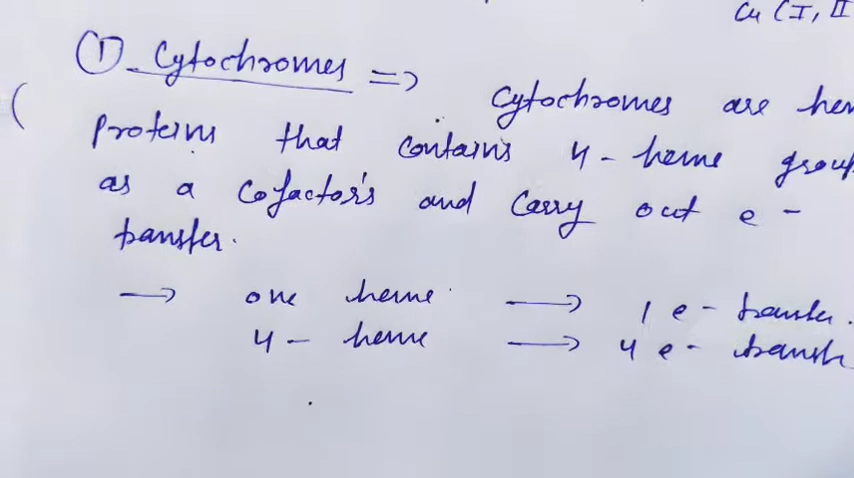 Cu (I, II
① Cytochromes ⇒ Cytochromes are hem
Proteins that contains 4 - heme group
as a Cofactor's and Carry out e -
transfer.
→ one heme → 1 e - transfer.
4 - heme → 4 e - transfe